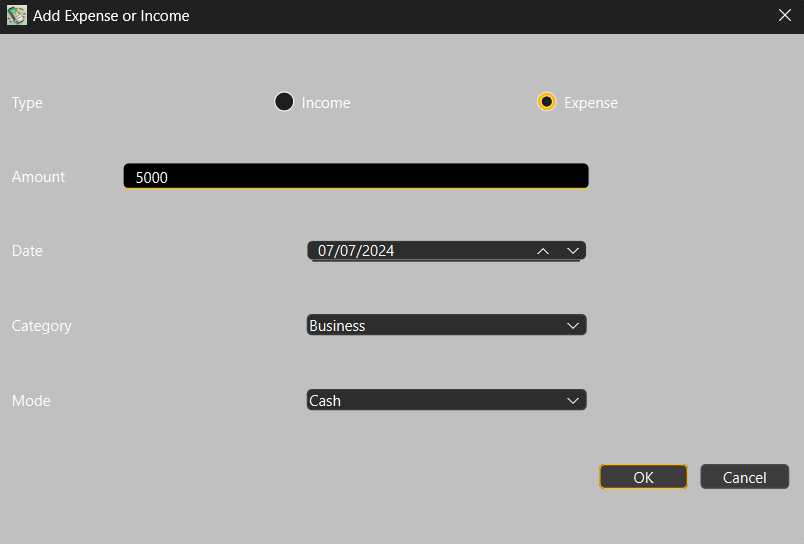 Add Expense or Income
Type Income Expense
Amount 5000
Date 07/07/2024
Category Business
Mode Cash
OK Cancel